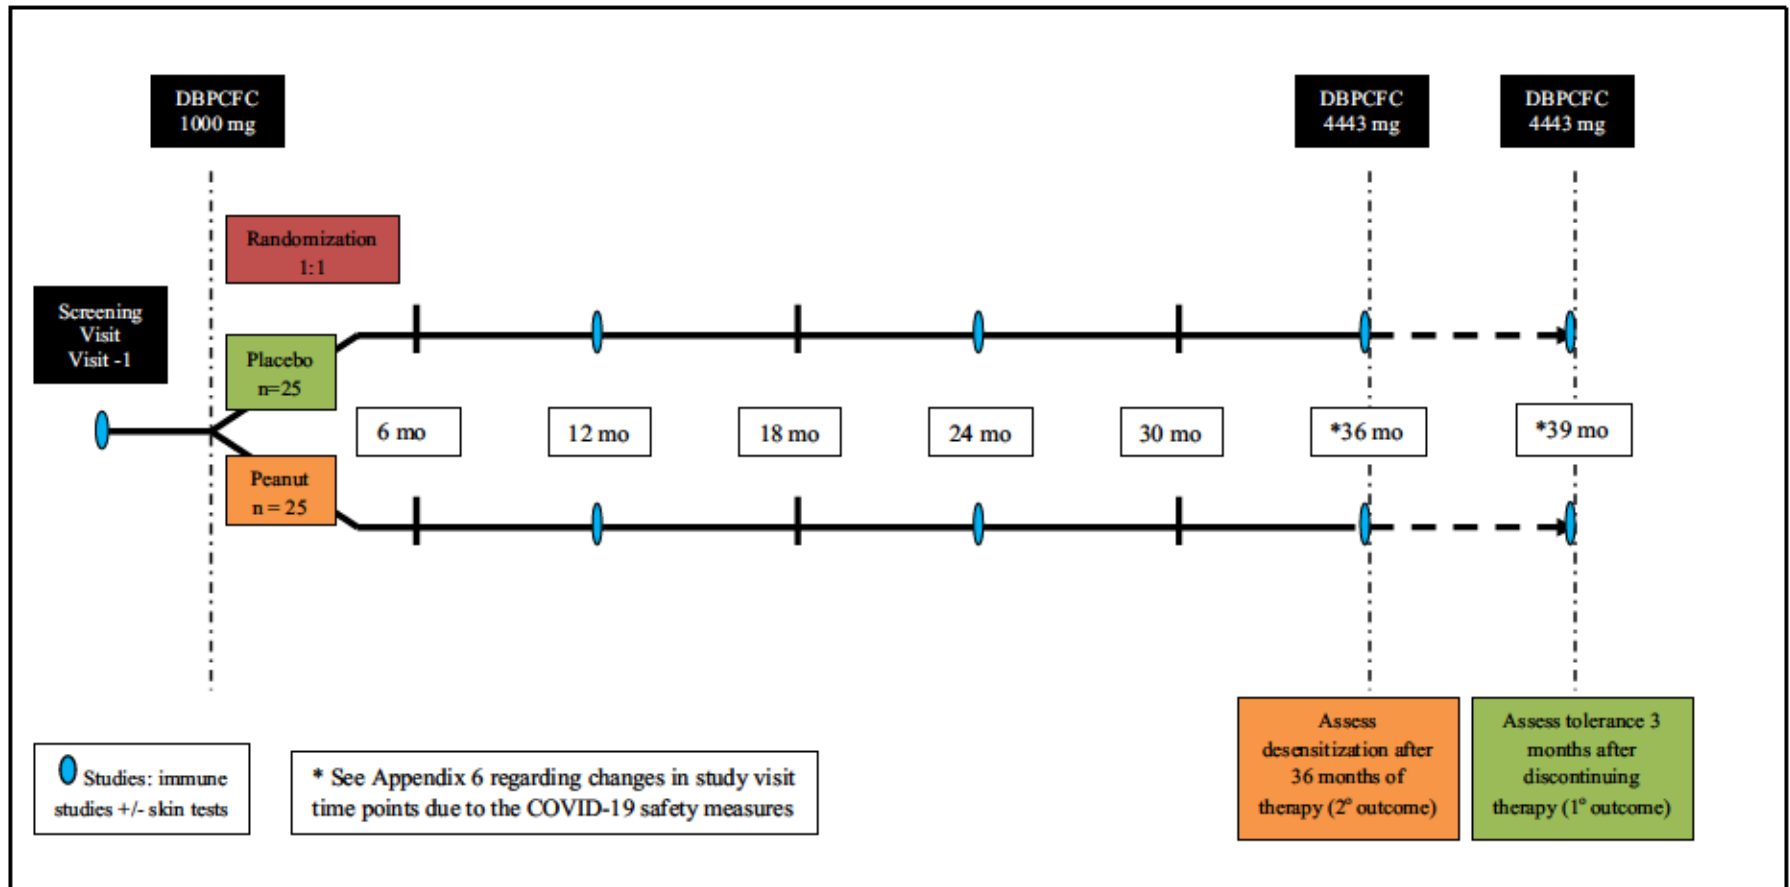 DBPCFC
1000 mg
DBPCFC
4443 mg
DBPCFC
4443 mg
Randomization
1:1
Screening
Visit
Visit -1
Placebo
n=25
6 mo
12 mo
18 mo
24 mo
30 mo
*36 mo
*39 mo
Peanut
n = 25
Studies: immune
studies +/- skin tests
* See Appendix 6 regarding changes in study visit
time points due to the COVID-19 safety measures
Assess
desensitization after
36 months of
therapy (2º outcome)
Assess tolerance 3
months after
discontinuing
therapy (1º outcome)